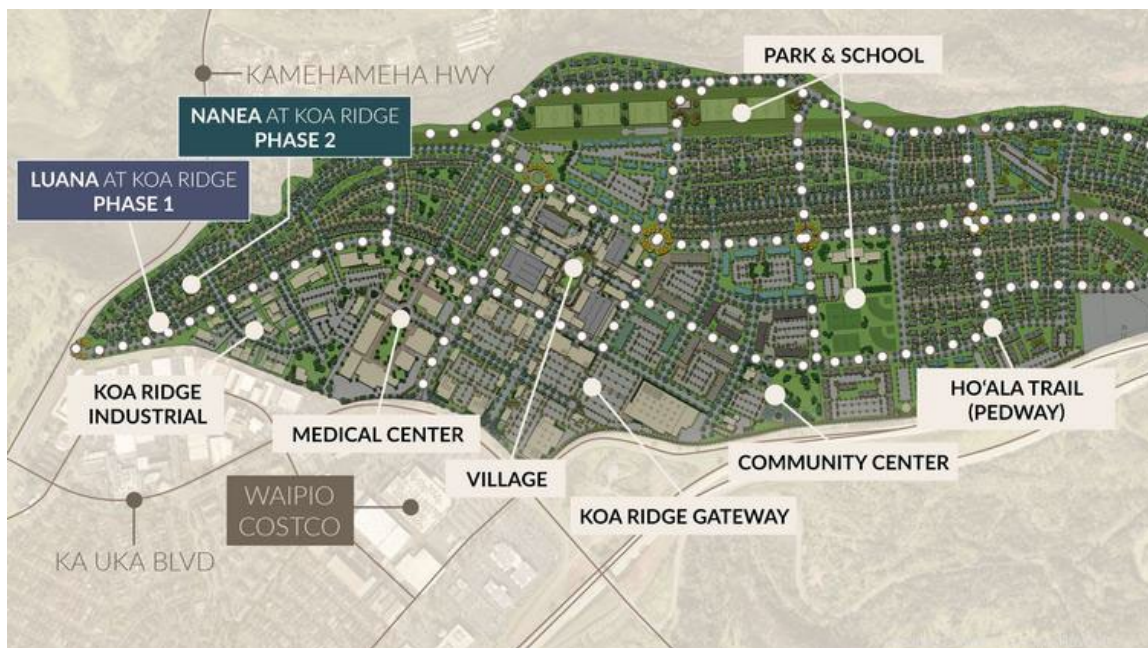 PARK & SCHOOL
KAMEHAMEHA HWY
NANEA AT KOA RIDGE
PHASE 2
LUANA AT KOA RIDGE
PHASE 1
KOA RIDGE
INDUSTRIAL
MEDICAL CENTER
VILLAGE
KOA RIDGE GATEWAY
COMMUNITY CENTER
HO‘ALA TRAIL
(PEDWAY)
WAIPIO
COSTCO
KA UKA BLVD